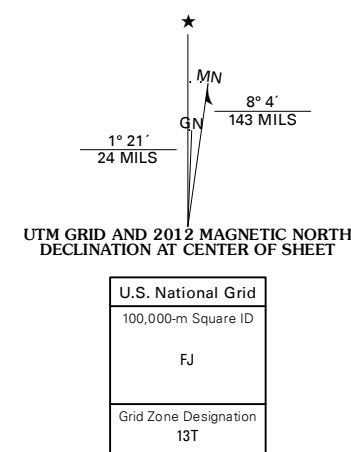 ★
MN
8° 4´
143 MILS
GN
1° 21´
24 MILS
UTM GRID AND 2012 MAGNETIC NORTH
DECLINATION AT CENTER OF SHEET
U.S. National Grid
100,000-m Square ID
FJ
Grid Zone Designation
13T